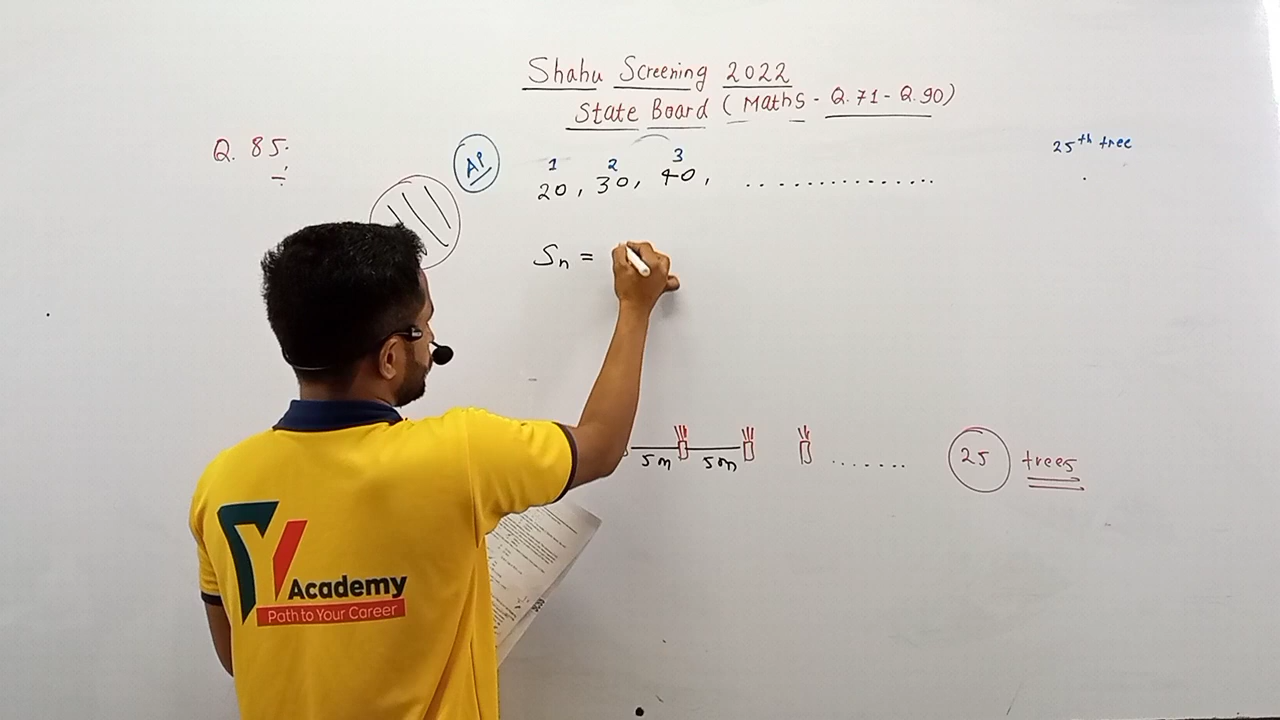 Shahu Screening 2022
State Board (Maths - Q.71 - Q.90)
Q. 85.
AP
1 2 3
20, 30, 40, ..............
25th tree
Sn =
5m 5m ....... 25 trees
Academy
Path to Your Career